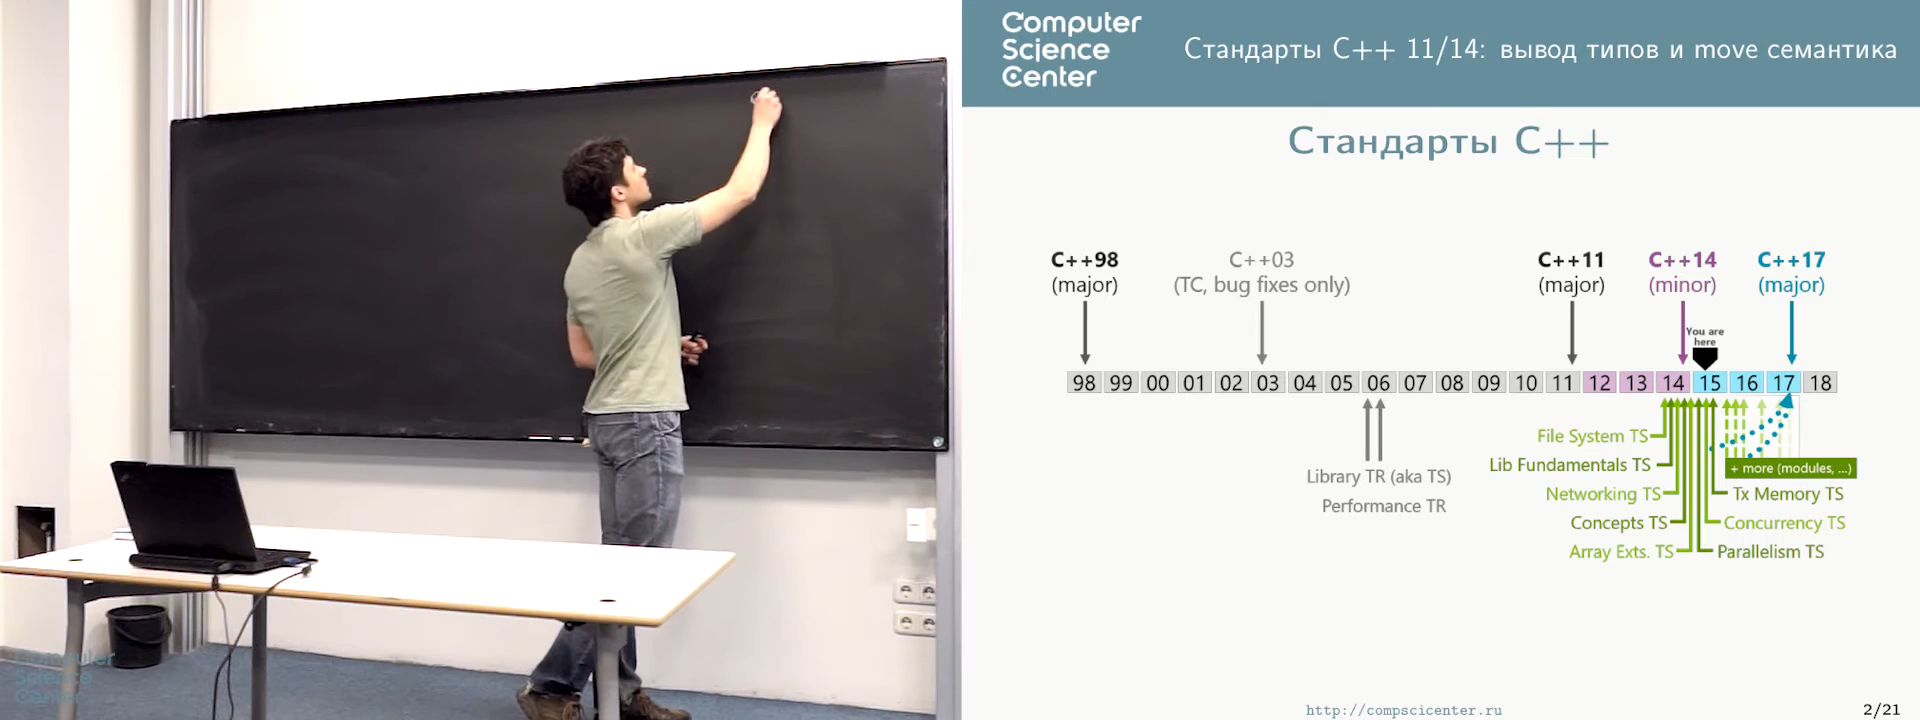 Computer
Science
Center
Стандарты C++ 11/14: вывод типов и move семантика
Стандарты C++
C++98
(major)
C++03
(TC, bug fixes only)
C++11
(major)
C++14
(minor)
C++17
(major)
You are
here
98 99 00 01 02 03 04 05 06 07 08 09 10 11 12 13 14 15 16 17 18
File System TS
Lib Fundamentals TS
+ more (modules, ...)
Library TR (aka TS)
Networking TS
Tx Memory TS
Performance TR
Concepts TS
Concurrency TS
Array Exts. TS
Parallelism TS
Computer
Science
Center
http://compscicenter.ru
2/21